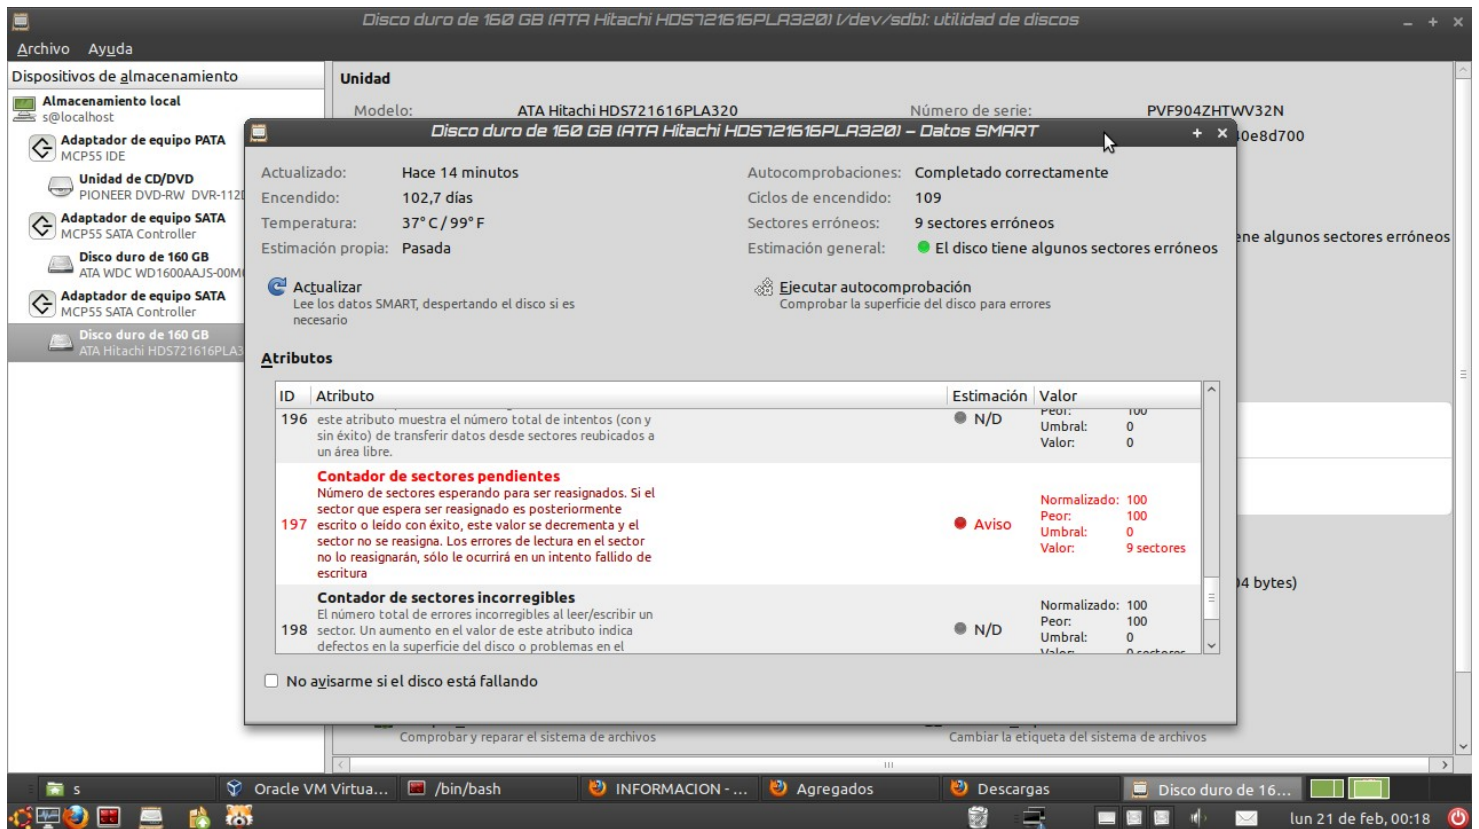 Disco duro de 160 GB (ATA Hitachi HDS721616PLA320) [/dev/sdb]: utilidad de discos
Archivo Ayuda
Dispositivos de almacenamiento
Almacenamiento local
s@localhost
Adaptador de equipo PATA
MCP55 IDE
Unidad de CD/DVD
PIONEER DVD-RW DVR-112D
Adaptador de equipo SATA
MCP55 SATA Controller
Disco duro de 160 GB
ATA WDC WD1600AAJS-00M
Adaptador de equipo SATA
MCP55 SATA Controller
Disco duro de 160 GB
ATA Hitachi HDS721616PLA3
Unidad
Modelo: ATA Hitachi HDS721616PLA320 Número de serie: PVF904ZHTWV32N
0e8d700
ene algunos sectores erróneos
04 bytes)
Disco duro de 160 GB (ATA Hitachi HDS721616PLA320) – Datos SMART
Actualizado: Hace 14 minutos Autocomprobaciones: Completado correctamente
Encendido: 102,7 días Ciclos de encendido: 109
Temperatura: 37° C / 99° F Sectores erróneos: 9 sectores erróneos
Estimación propia: Pasada Estimación general: El disco tiene algunos sectores erróneos
Actualizar
Lee los datos SMART, despertando el disco si es
necesario
Ejecutar autocomprobación
Comprobar la superficie del disco para errores
Atributos
ID Atributo Estimación Valor
196
este atributo muestra el número total de intentos (con y
sin éxito) de transferir datos desde sectores reubicados a
un área libre.
N/D
Peor: 100
Umbral: 0
Valor: 0
Contador de sectores pendientes
197
Número de sectores esperando para ser reasignados. Si el
sector que espera ser reasignado es posteriormente
escrito o leído con éxito, este valor se decrementa y el
sector no se reasigna. Los errores de lectura en el sector
no lo reasignarán, sólo le ocurrirá en un intento fallido de
escritura
Aviso
Normalizado: 100
Peor: 100
Umbral: 0
Valor: 9 sectores
Contador de sectores incorregibles
198
El número total de errores incorregibles al leer/escribir un
sector. Un aumento en el valor de este atributo indica
defectos en la superficie del disco o problemas en el
N/D
Normalizado: 100
Peor: 100
Umbral: 0
Valor: 0 sectores
No avisarme si el disco está fallando
Comprobar y reparar el sistema de archivos
Cambiar la etiqueta del sistema de archivos
s
Oracle VM Virtua...
/bin/bash
INFORMACION - ...
Agregados
Descargas
Disco duro de 16...
lun 21 de feb, 00:18